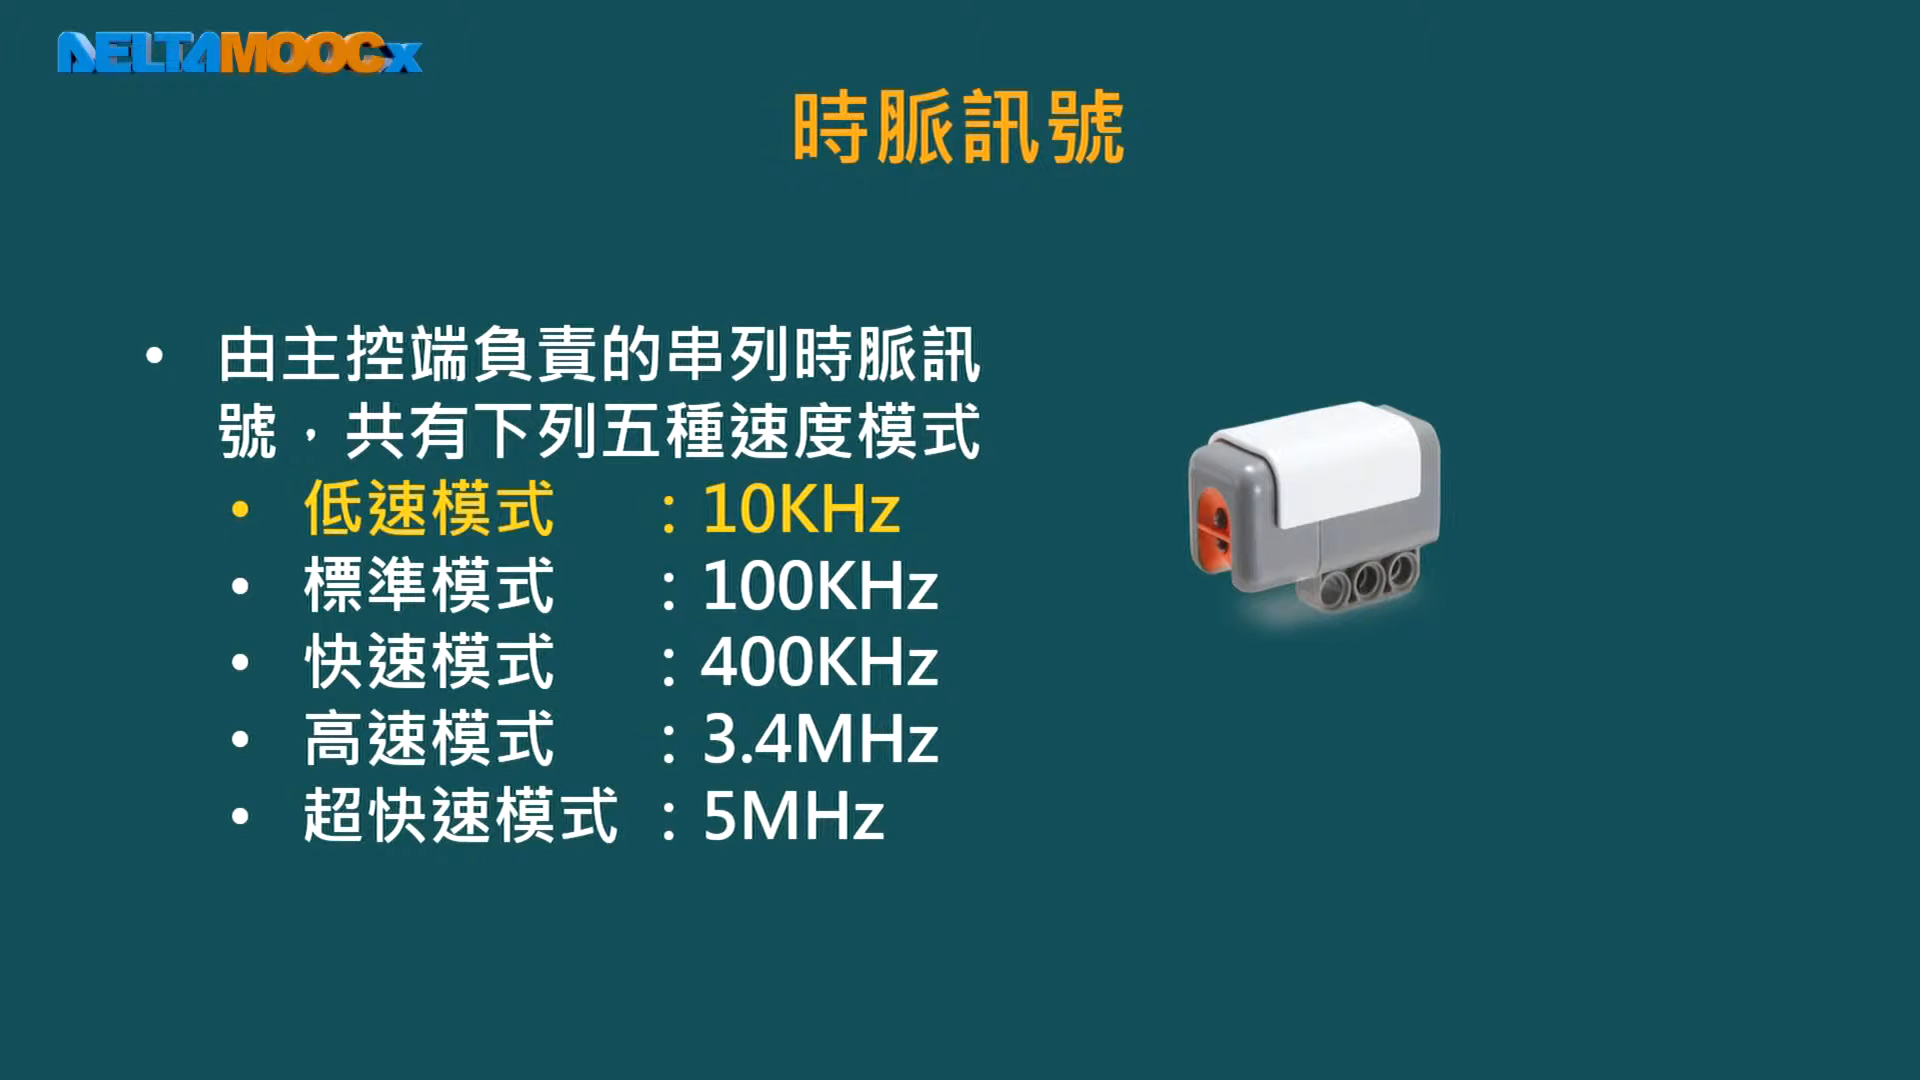 DELTAMOOCx
時脈訊號
• 由主控端負責的串列時脈訊
號，共有下列五種速度模式
• 低速模式 ：10KHz
• 標準模式 ：100KHz
• 快速模式 ：400KHz
• 高速模式 ：3.4MHz
• 超快速模式 ：5MHz